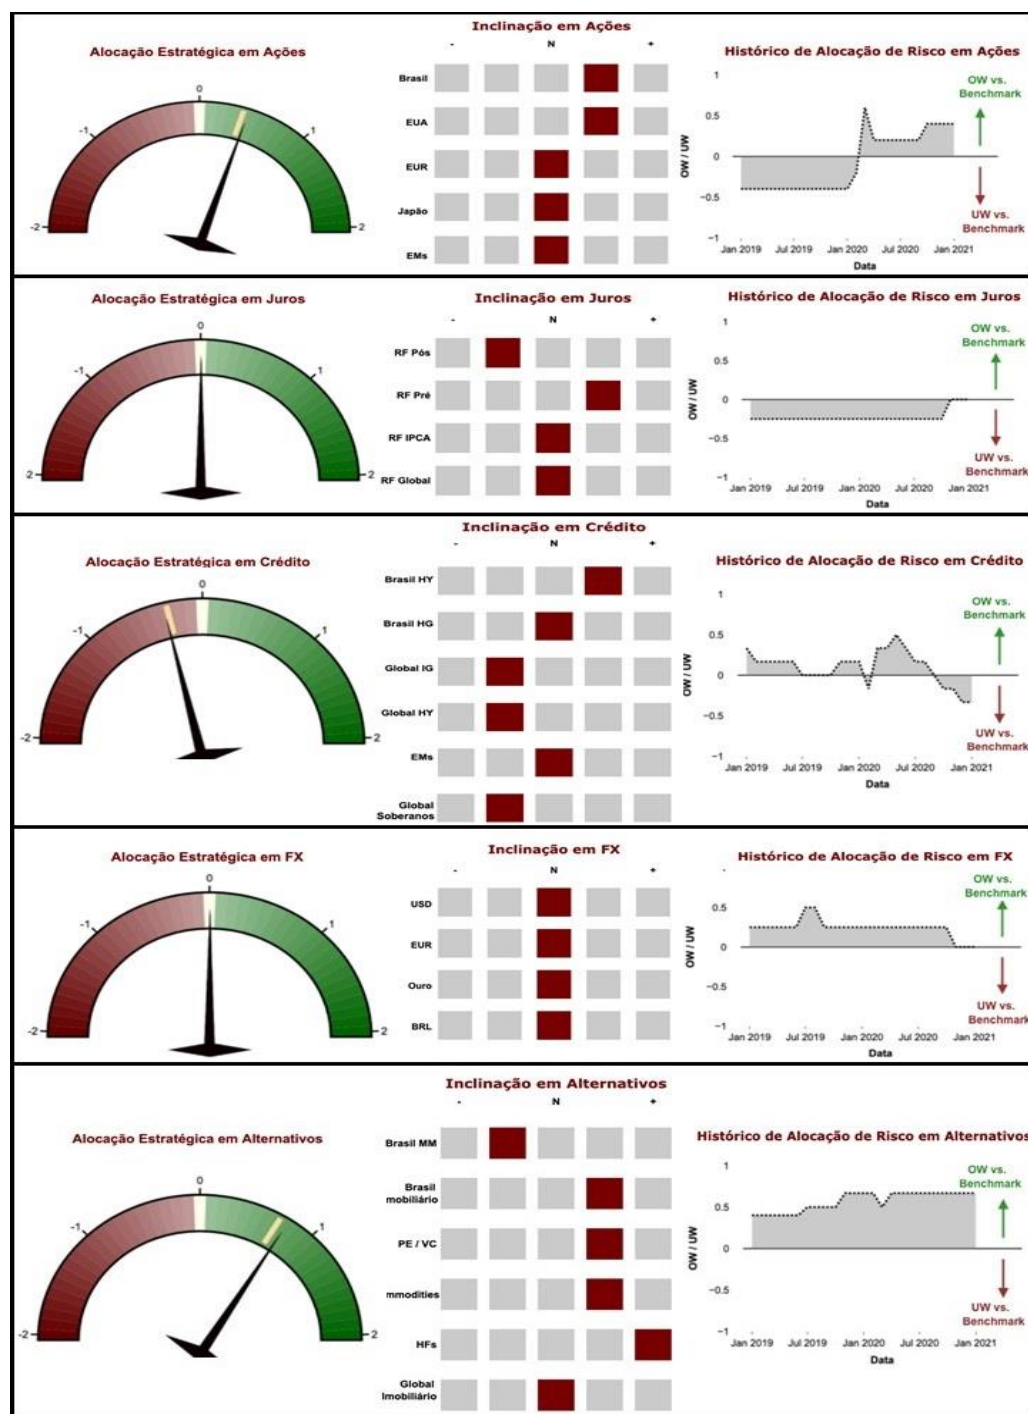 Alocação Estratégica em Ações
0
-1
1
-2
2
Inclinação em Ações
- N +
Brasil
EUA
EUR
Japão
EMs
Histórico de Alocação de Risco em Ações
1
0.5
0
−0.5
−1
OW / UW
Jan 2019 Jul 2019 Jan 2020 Jul 2020 Jan 2021
Data
OW vs.
Benchmark
UW vs.
Benchmark
Alocação Estratégica em Juros
0
-1
1
-2
2
Inclinação em Juros
- N +
RF Pós
RF Pré
RF IPCA
RF Global
Histórico de Alocação de Risco em Juros
1
0.5
0
−0.5
−1
OW / UW
Jan 2019 Jul 2019 Jan 2020 Jul 2020 Jan 2021
Data
OW vs.
Benchmark
UW vs.
Benchmark
Alocação Estratégica em Crédito
0
-1
1
-2
2
Inclinação em Crédito
- N +
Brasil HY
Brasil HG
Global IG
Global HY
EMs
Global
Soberanos
Histórico de Alocação de Risco em Crédito
1
0.5
0
−0.5
−1
OW / UW
Jan 2019 Jul 2019 Jan 2020 Jul 2020 Jan 2021
Data
OW vs.
Benchmark
UW vs.
Benchmark
Alocação Estratégica em FX
0
-1
1
-2
2
Inclinação em FX
- N +
USD
EUR
Ouro
BRL
Histórico de Alocação de Risco em FX
0.5
0
−0.5
−1
OW / UW
Jan 2019 Jul 2019 Jan 2020 Jul 2020 Jan 2021
Data
OW vs.
Benchmark
UW vs.
Benchmark
Alocação Estratégica em Alternativos
0
-1
1
-2
2
Inclinação em Alternativos
- N +
Brasil MM
Brasil
mobiliário
PE / VC
mmodities
HFs
Global
Imobiliário
Histórico de Alocação de Risco em Alternativos
1
0.5
0
−0.5
−1
OW / UW
Jan 2019 Jul 2019 Jan 2020 Jul 2020 Jan 2021
Data
OW vs.
Benchmark
UW vs.
Benchmark